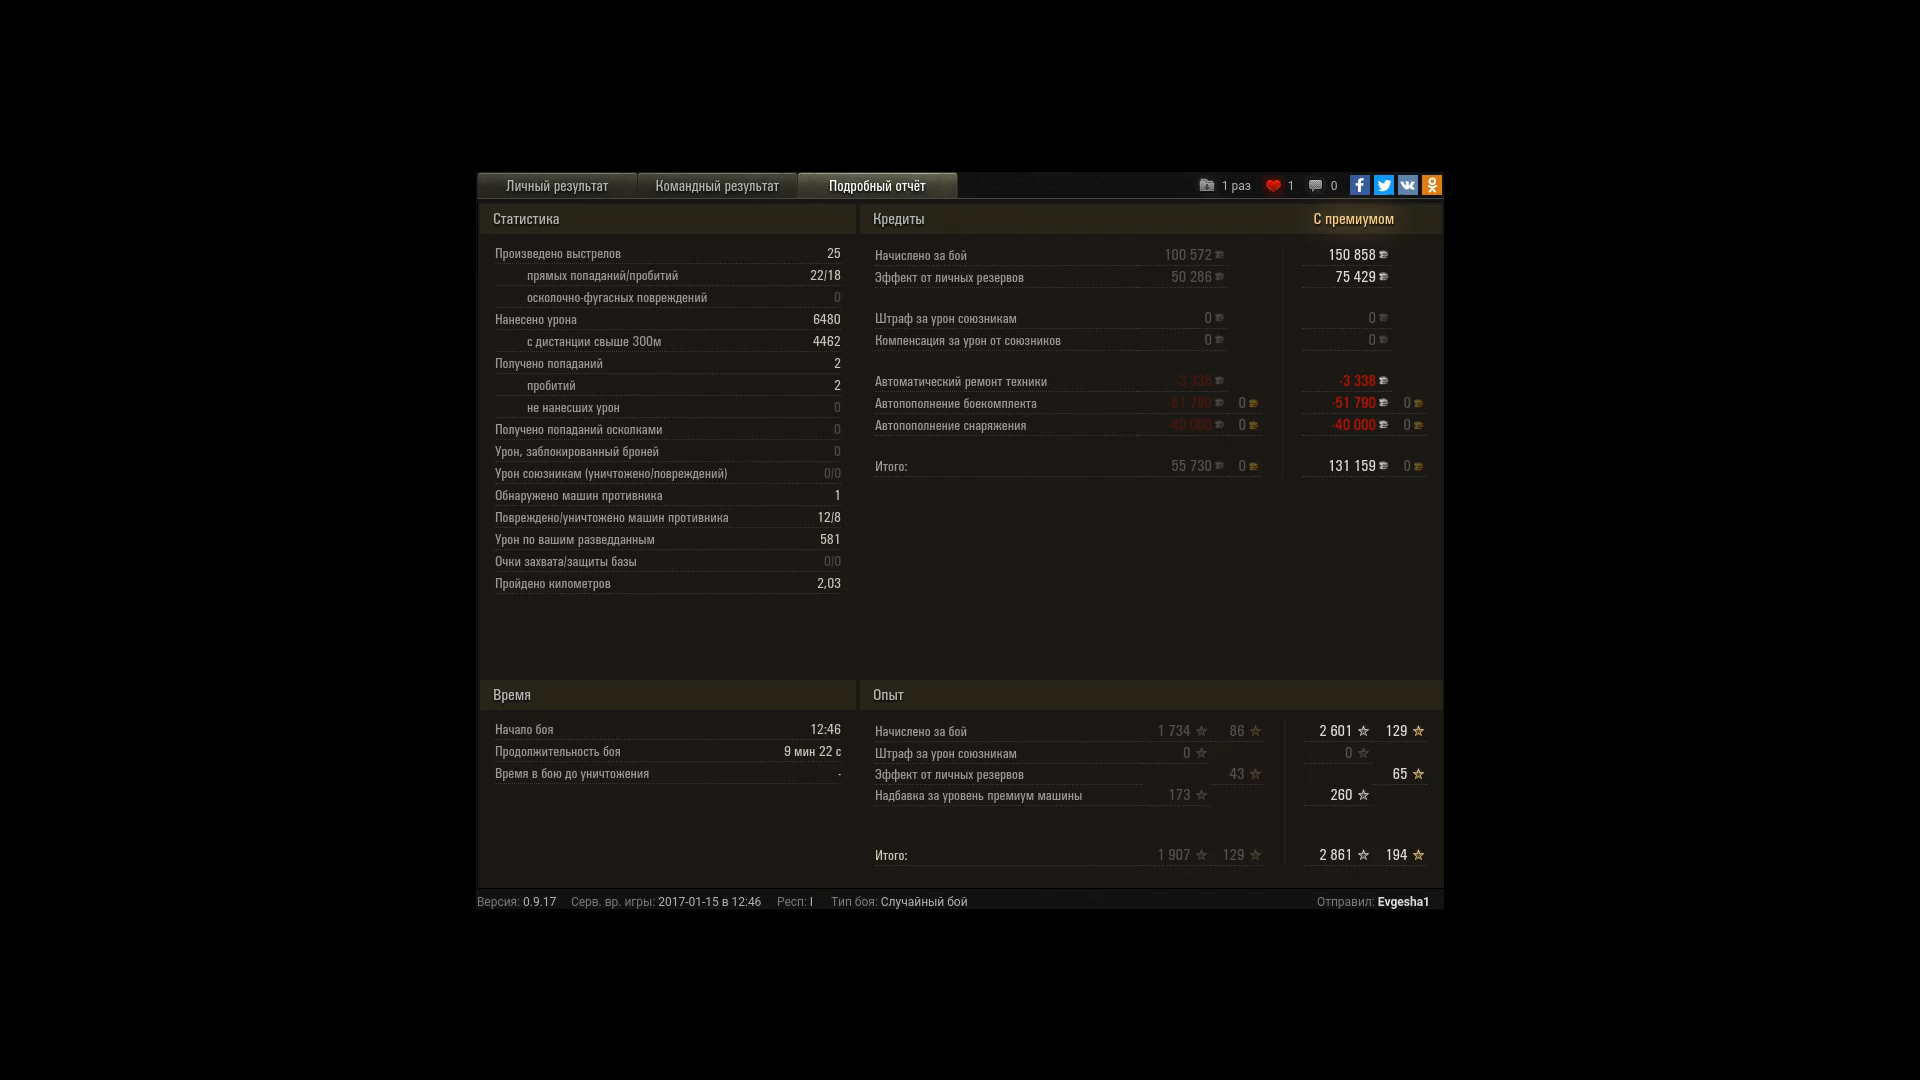 Личный результат Командный результат Подробный отчёт 1 раз 1 0
Статистика
Произведено выстрелов 25
прямых попаданий/пробитий 22/18
осколочно-фугасных повреждений 0
Нанесено урона 6480
с дистанции свыше 300м 4462
Получено попаданий 2
пробитий 2
не нанесших урон 0
Получено попаданий осколками 0
Урон, заблокированный броней 0
Урон союзникам (уничтожено/повреждений) 0/0
Обнаружено машин противника 1
Повреждено/уничтожено машин противника 12/8
Урон по вашим разведданным 581
Очки захвата/защиты базы 0/0
Пройдено километров 2,03
Кредиты С премиумом
Начислено за бой 100 572 150 858
Эффект от личных резервов 50 286 75 429
Штраф за урон союзникам 0 0
Компенсация за урон от союзников 0 0
Автоматический ремонт техники -3 338 -3 338
Автопополнение боекомплекта -51 790 0 -51 790 0
Автопополнение снаряжения -40 000 0 -40 000 0
Итого: 55 730 0 131 159 0
Время
Начало боя 12:46
Продолжительность боя 9 мин 22 с
Время в бою до уничтожения -
Опыт
Начислено за бой 1 734 86 2 601 129
Штраф за урон союзникам 0 0
Эффект от личных резервов 43 65
Надбавка за уровень премиум машины 173 260
Итого: 1 907 129 2 861 194
Версия: 0.9.17 Серв. вр. игры: 2017-01-15 в 12:46 Респ: I Тип боя: Случайный бой Отправил: Evgesha1